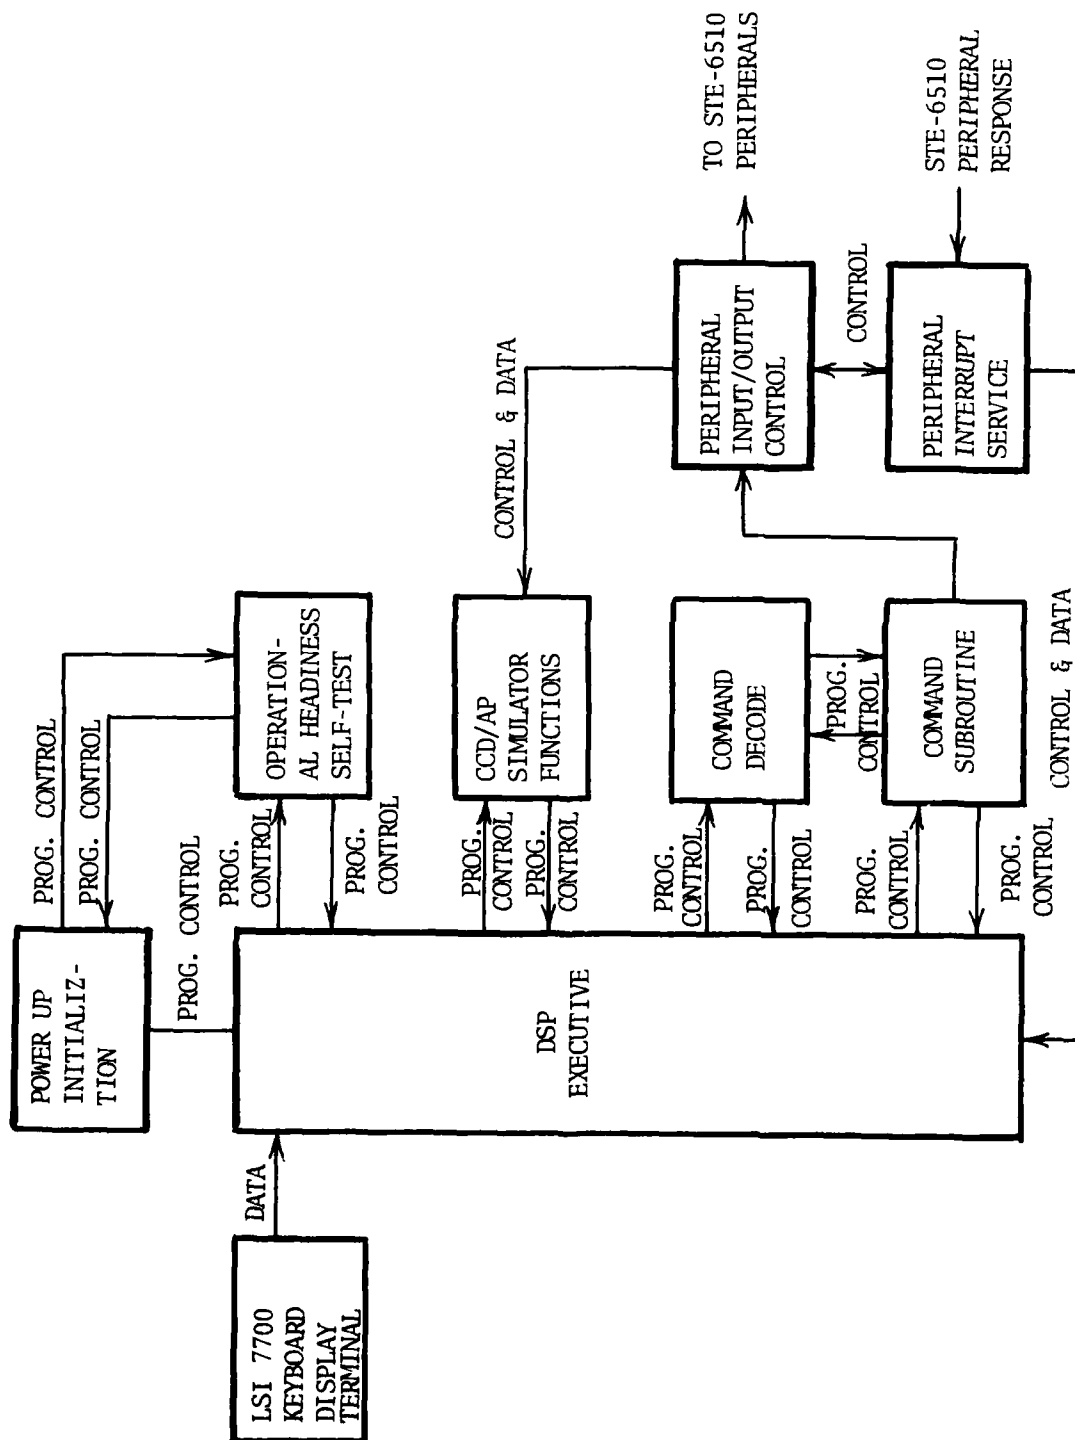 POWER UP
INITIALIZ-
TION
PROG. CONTROL
PROG. CONTROL
PROG. CONTROL
LSI 7700
KEYBOARD
DISPLAY
TERMINAL
DATA
DSP
EXECUTIVE
PROG.
CONTROL
PROG.
CONTROL
OPERATION-
AL HEADINESS
SELF-TEST
PROG.
CONTROL
PROG.
CONTROL
CCD/AP
SIMULATOR
FUNCTIONS
CONTROL & DATA
PROG.
CONTROL
PROG.
CONTROL
COMMAND
DECODE
PROG.
CONTROL
PERIPHERAL
INPUT/OUTPUT
CONTROL
TO STE-6510
PERIPHERALS
CONTROL
PROG.
CONTROL
PROG.
CONTROL
COMMAND
SUBROUTINE
PERIPHERAL
INTERRUPT
SERVICE
STE-6510
PERIPHERAL
RESPONSE
CONTROL & DATA